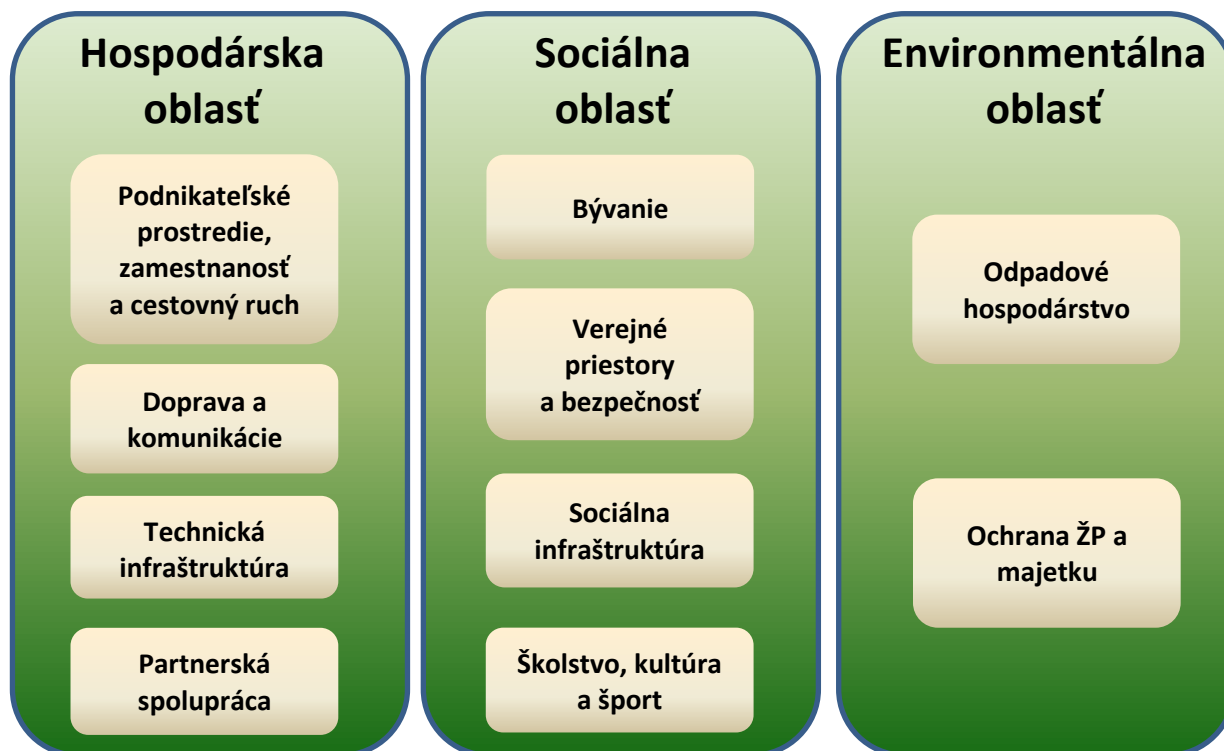 Hospodárska
oblasť
Podnikateľské
prostredie,
zamestnanosť
a cestovný ruch
Doprava a
komunikácie
Technická
infraštruktúra
Partnerská
spolupráca
Sociálna
oblasť
Bývanie
Verejné
priestory
a bezpečnosť
Sociálna
infraštruktúra
Školstvo, kultúra
a šport
Environmentálna
oblasť
Odpadové
hospodárstvo
Ochrana ŽP a
majetku